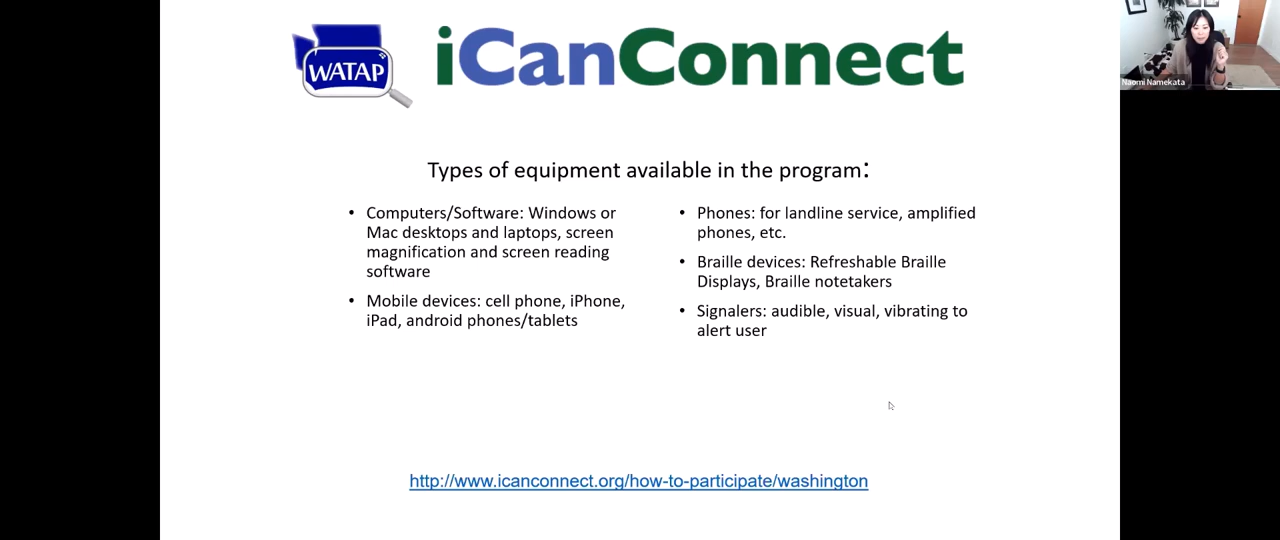 WATAP
iCanConnect
Naomi Namekata
Types of equipment available in the program:
• Computers/Software: Windows or
Mac desktops and laptops, screen
magnification and screen reading
software
• Mobile devices: cell phone, iPhone,
iPad, android phones/tablets
• Phones: for landline service, amplified
phones, etc.
• Braille devices: Refreshable Braille
Displays, Braille notetakers
• Signalers: audible, visual, vibrating to
alert user
http://www.icanconnect.org/how-to-participate/washington